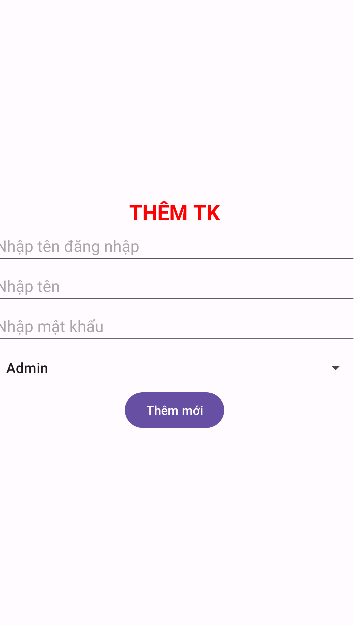 THÊM TK
Nhập tên đăng nhập
Nhập tên
Nhập mật khẩu
Admin
Thêm mới